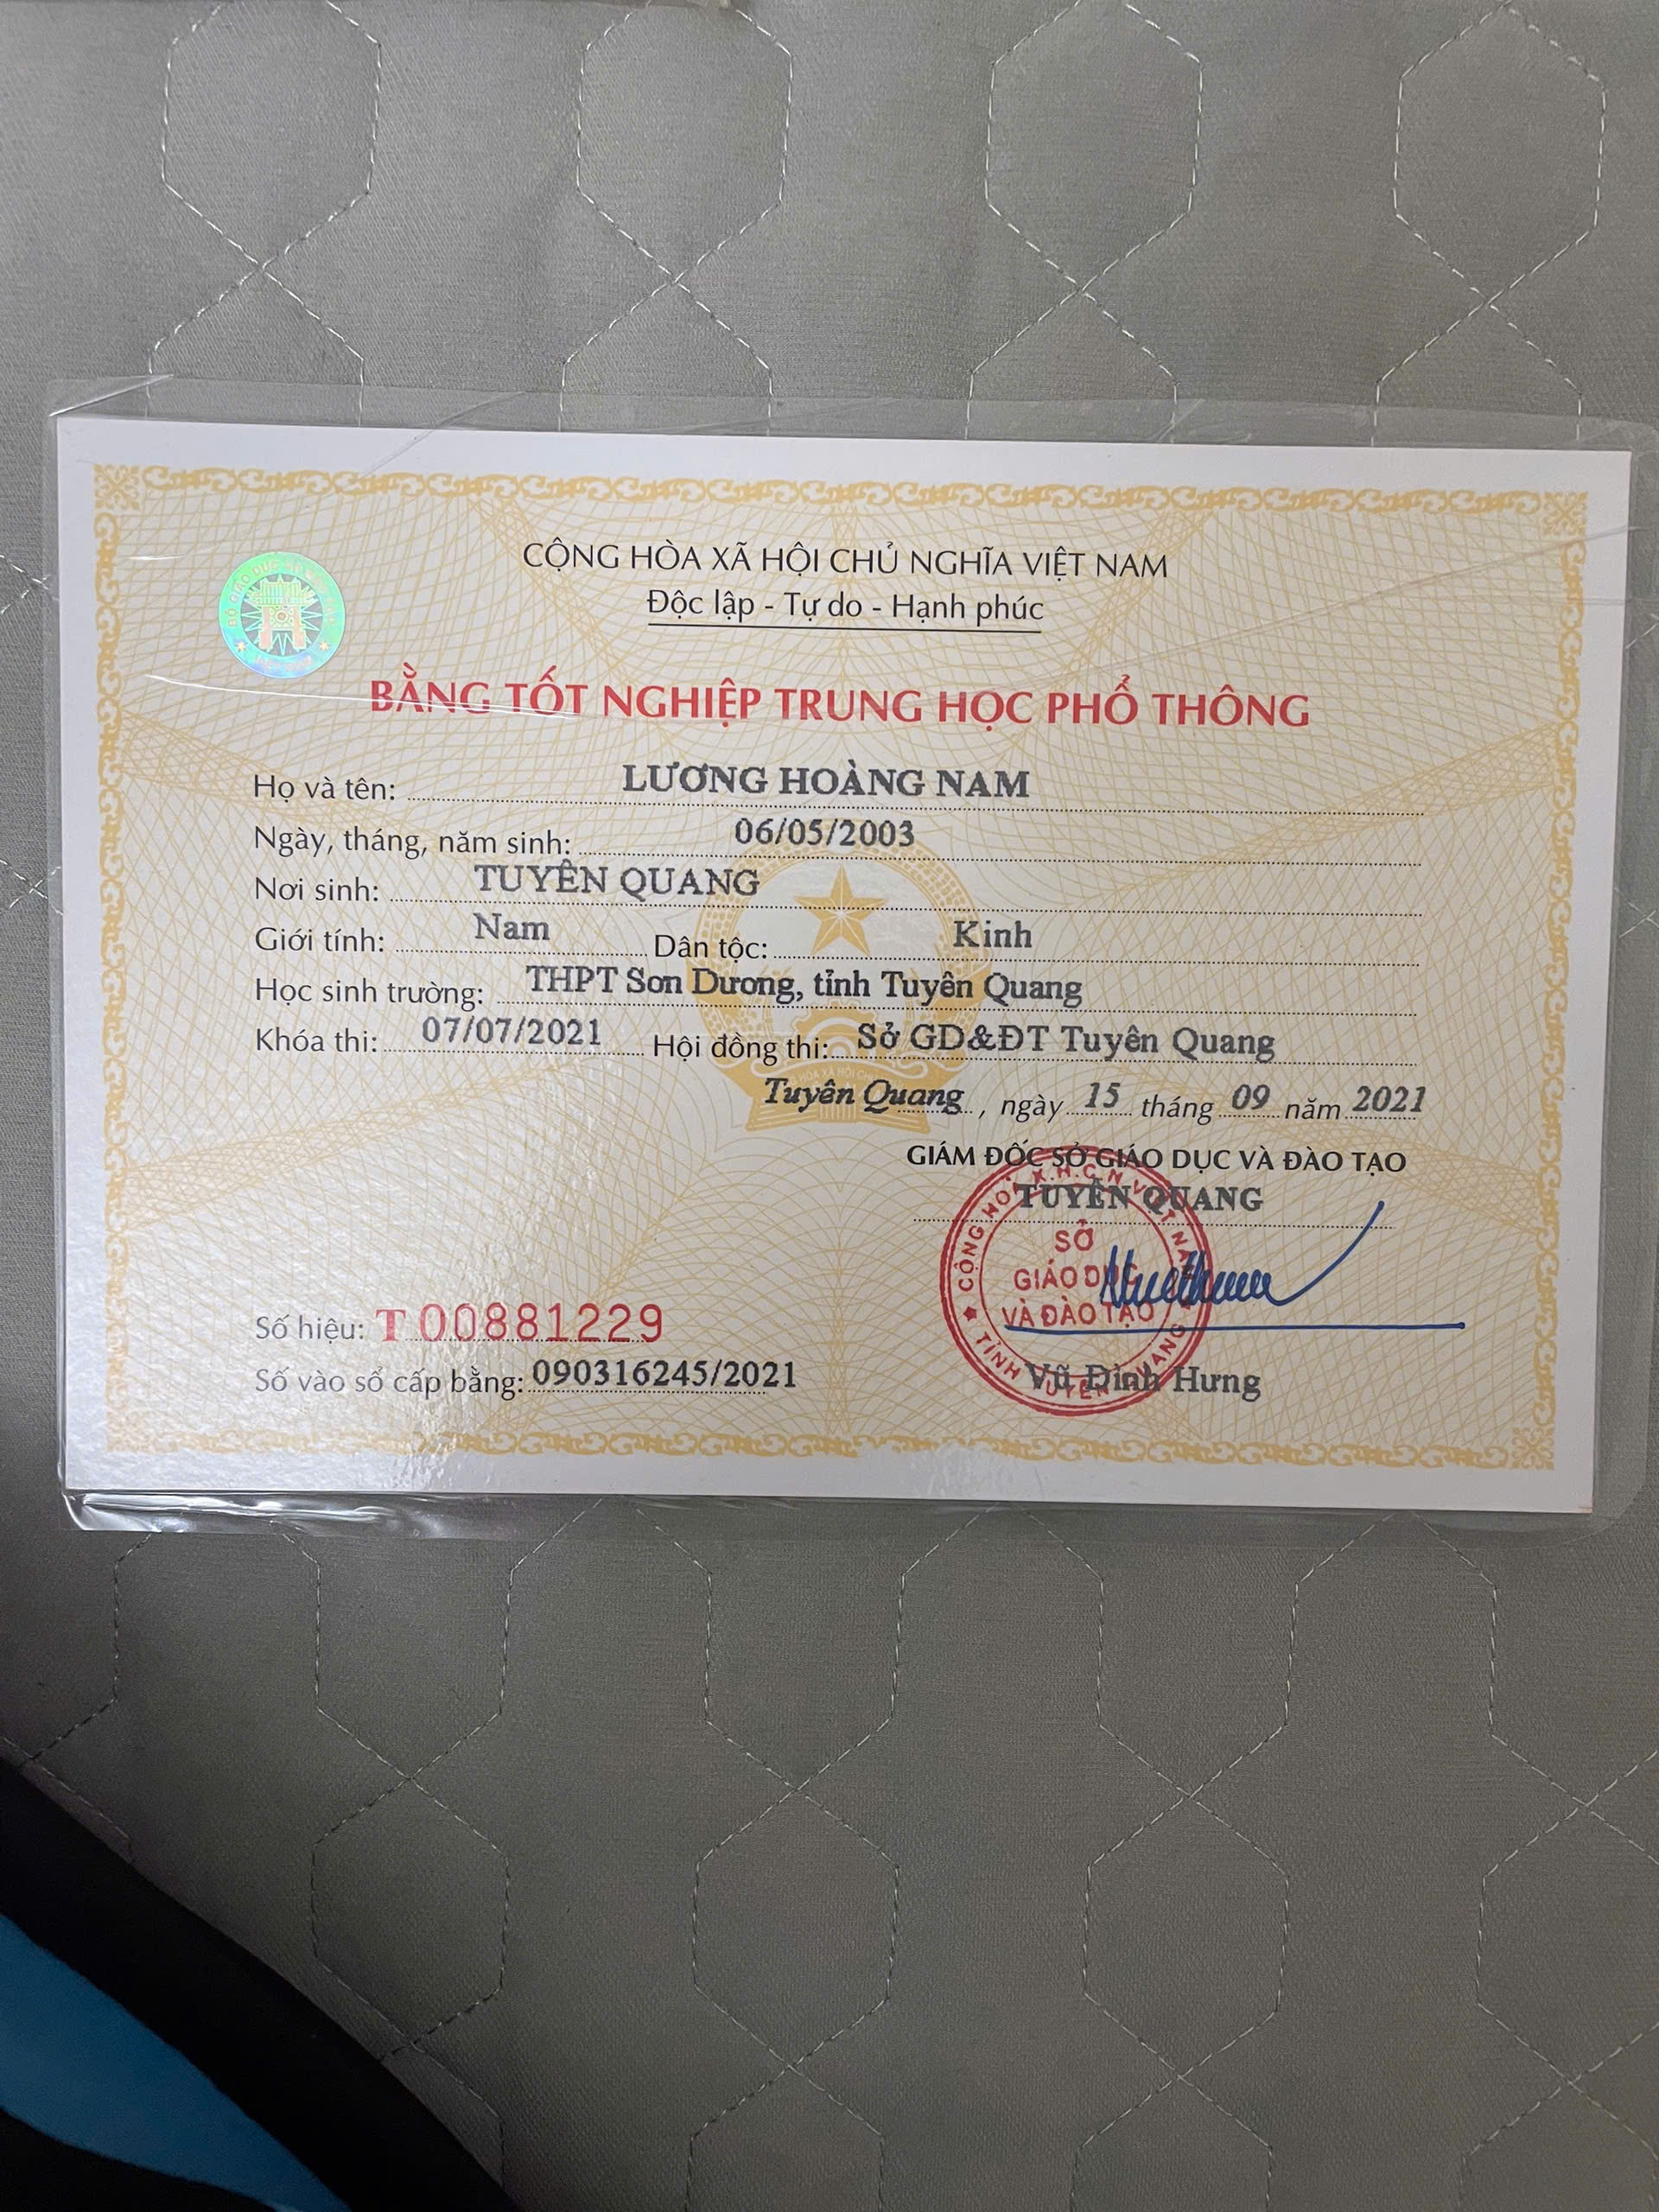 CỘNG HÒA XÃ HỘI CHỦ NGHĨA VIỆT NAM
Độc lập - Tự do - Hạnh phúc
BẰNG TỐT NGHIỆP TRUNG HỌC PHỔ THÔNG
Họ và tên: LƯƠNG HOÀNG NAM
Ngày, tháng, năm sinh: 06/05/2003
Nơi sinh: TUYÊN QUANG
Giới tính: Nam Dân tộc: Kinh
Học sinh trường: THPT Sơn Dương, tỉnh Tuyên Quang
Khóa thi: 07/07/2021 Hội đồng thi: Sở GD&ĐT Tuyên Quang
Tuyên Quang, ngày 15 tháng 09 năm 2021
GIÁM ĐỐC SỞ GIÁO DỤC VÀ ĐÀO TẠO
TUYÊN QUANG
CỘNG HOÀ X.H.C.N VIỆT NAM
SỞ
GIÁO DỤC
VÀ ĐÀO TẠO
TỈNH TUYÊN QUANG
Số hiệu: T 00881229
Số vào sổ cấp bằng: 090316245/2021
Vũ Đình Hưng